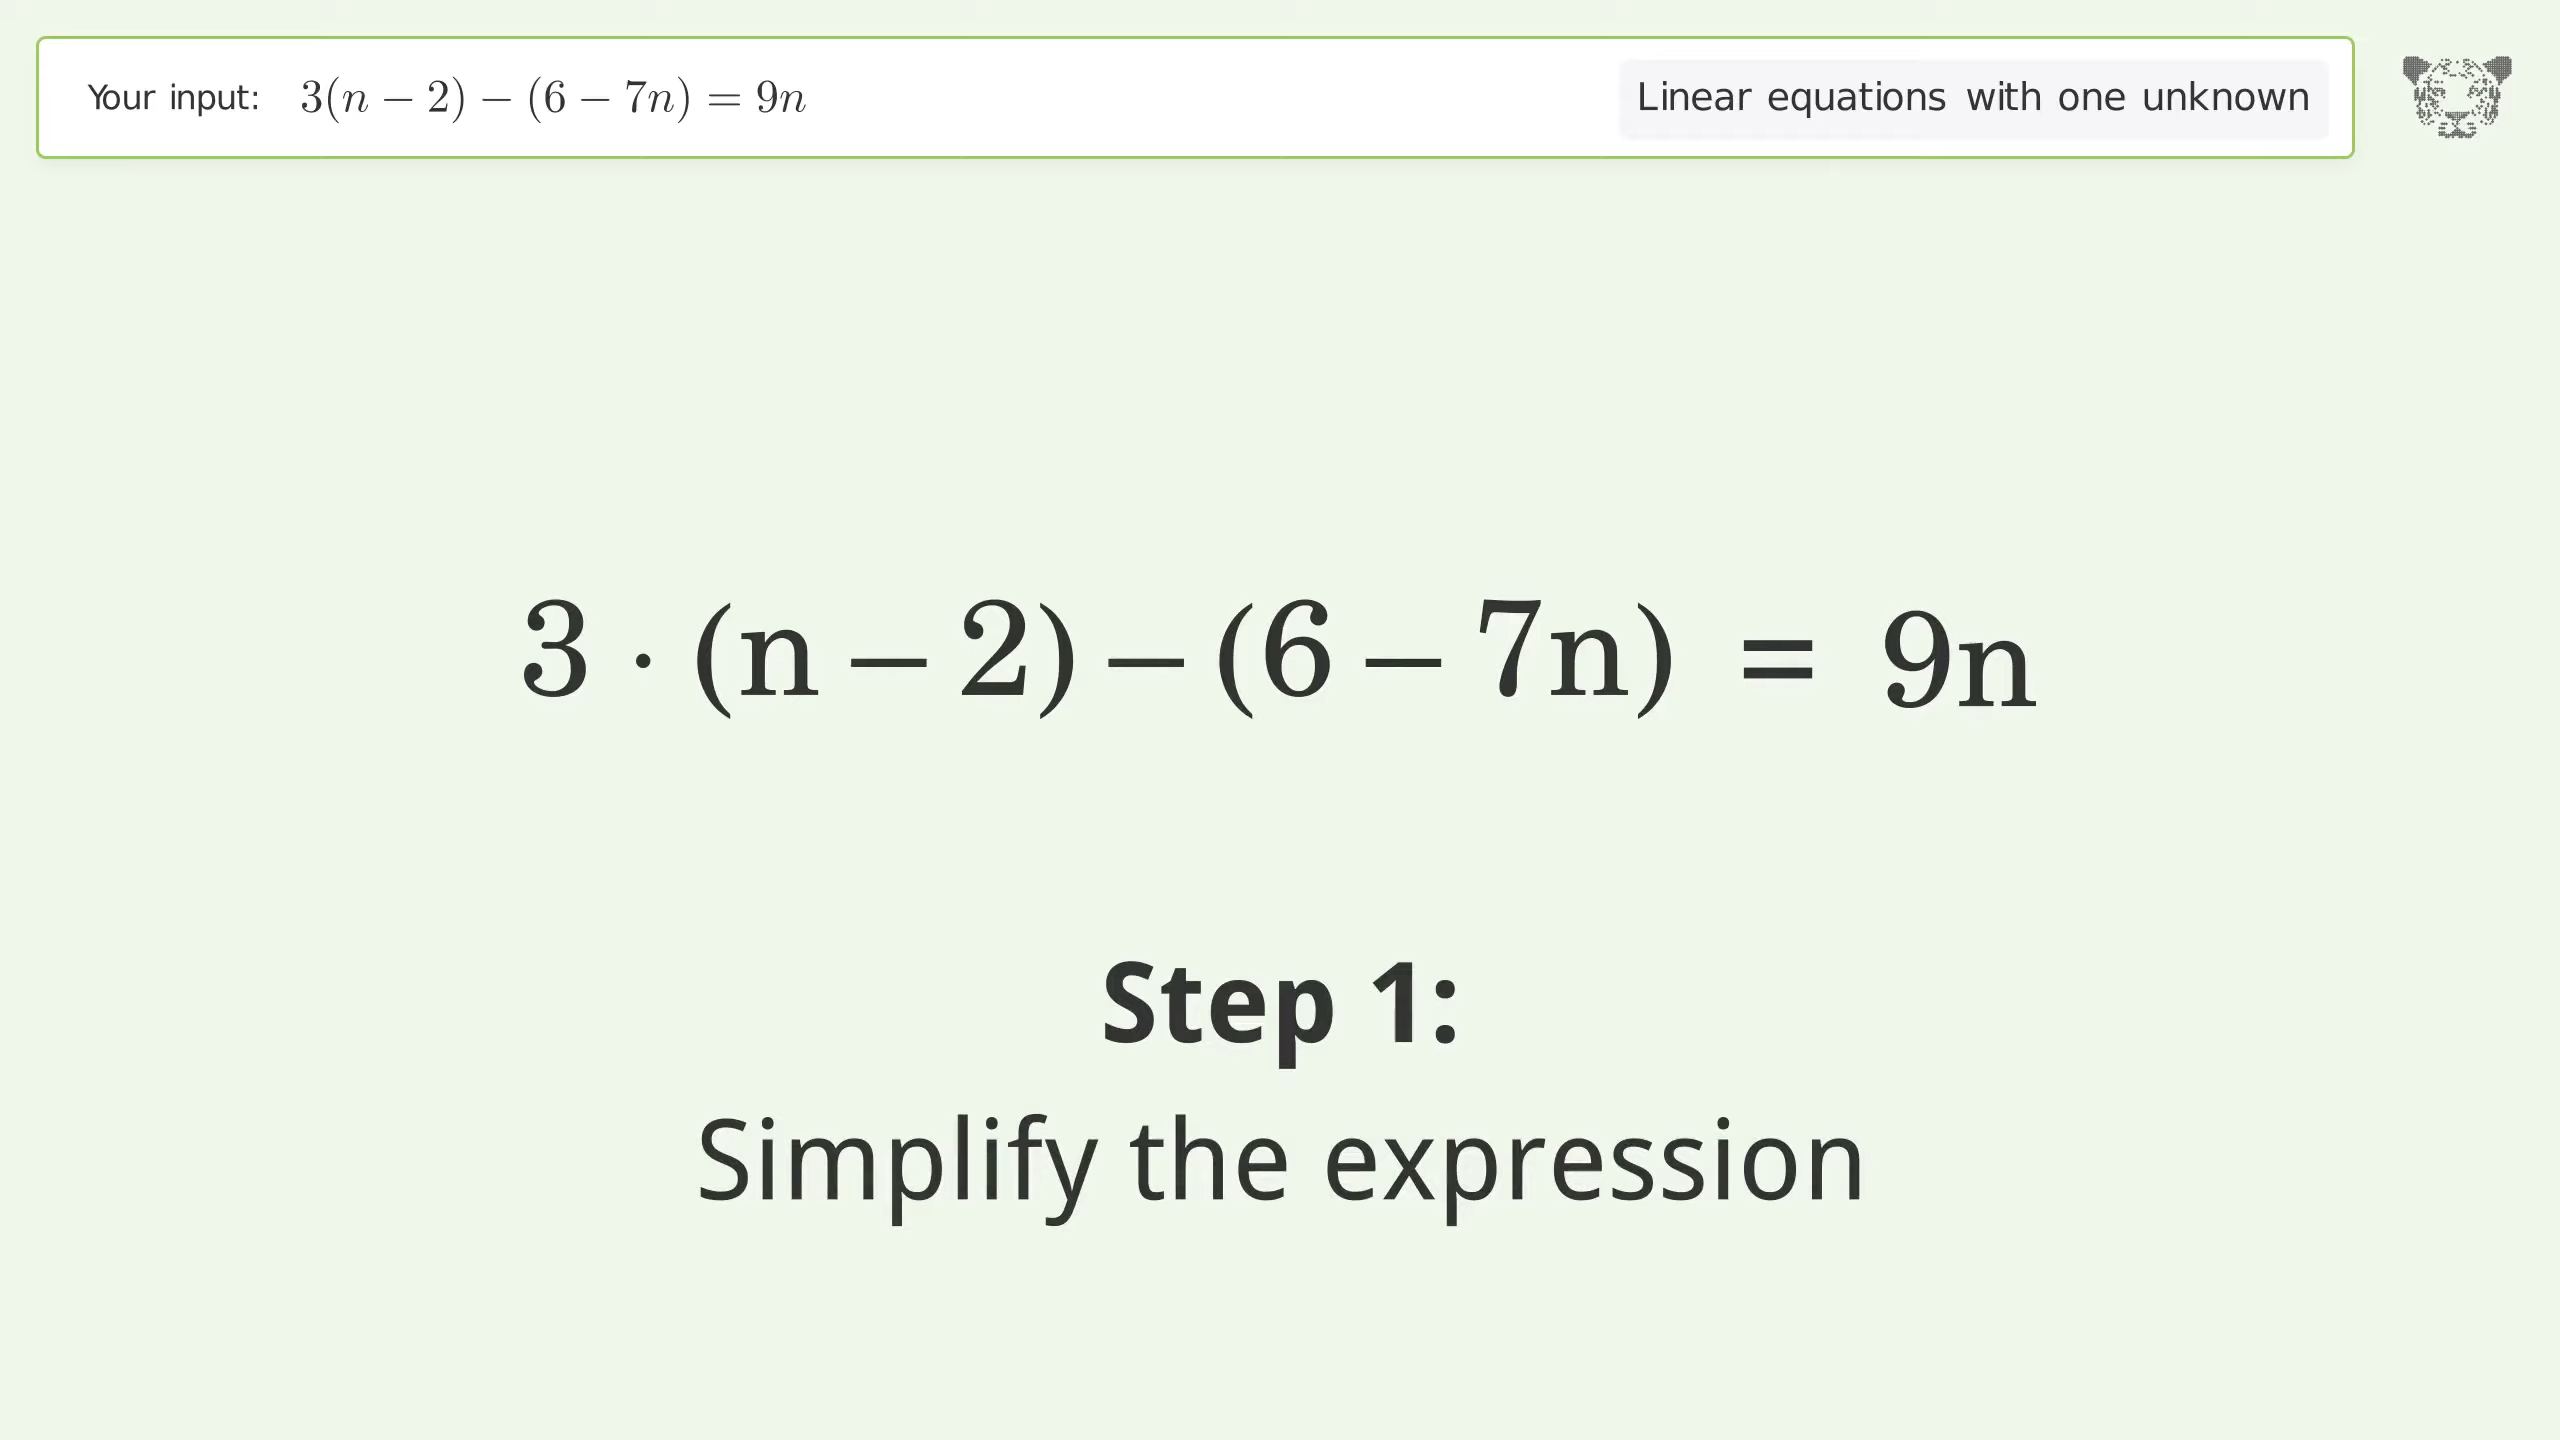 Your input: 3(n − 2) − (6 − 7n) = 9n
Linear equations with one unknown
3 · (n − 2) − (6 − 7n) = 9n
Step 1:
Simplify the expression